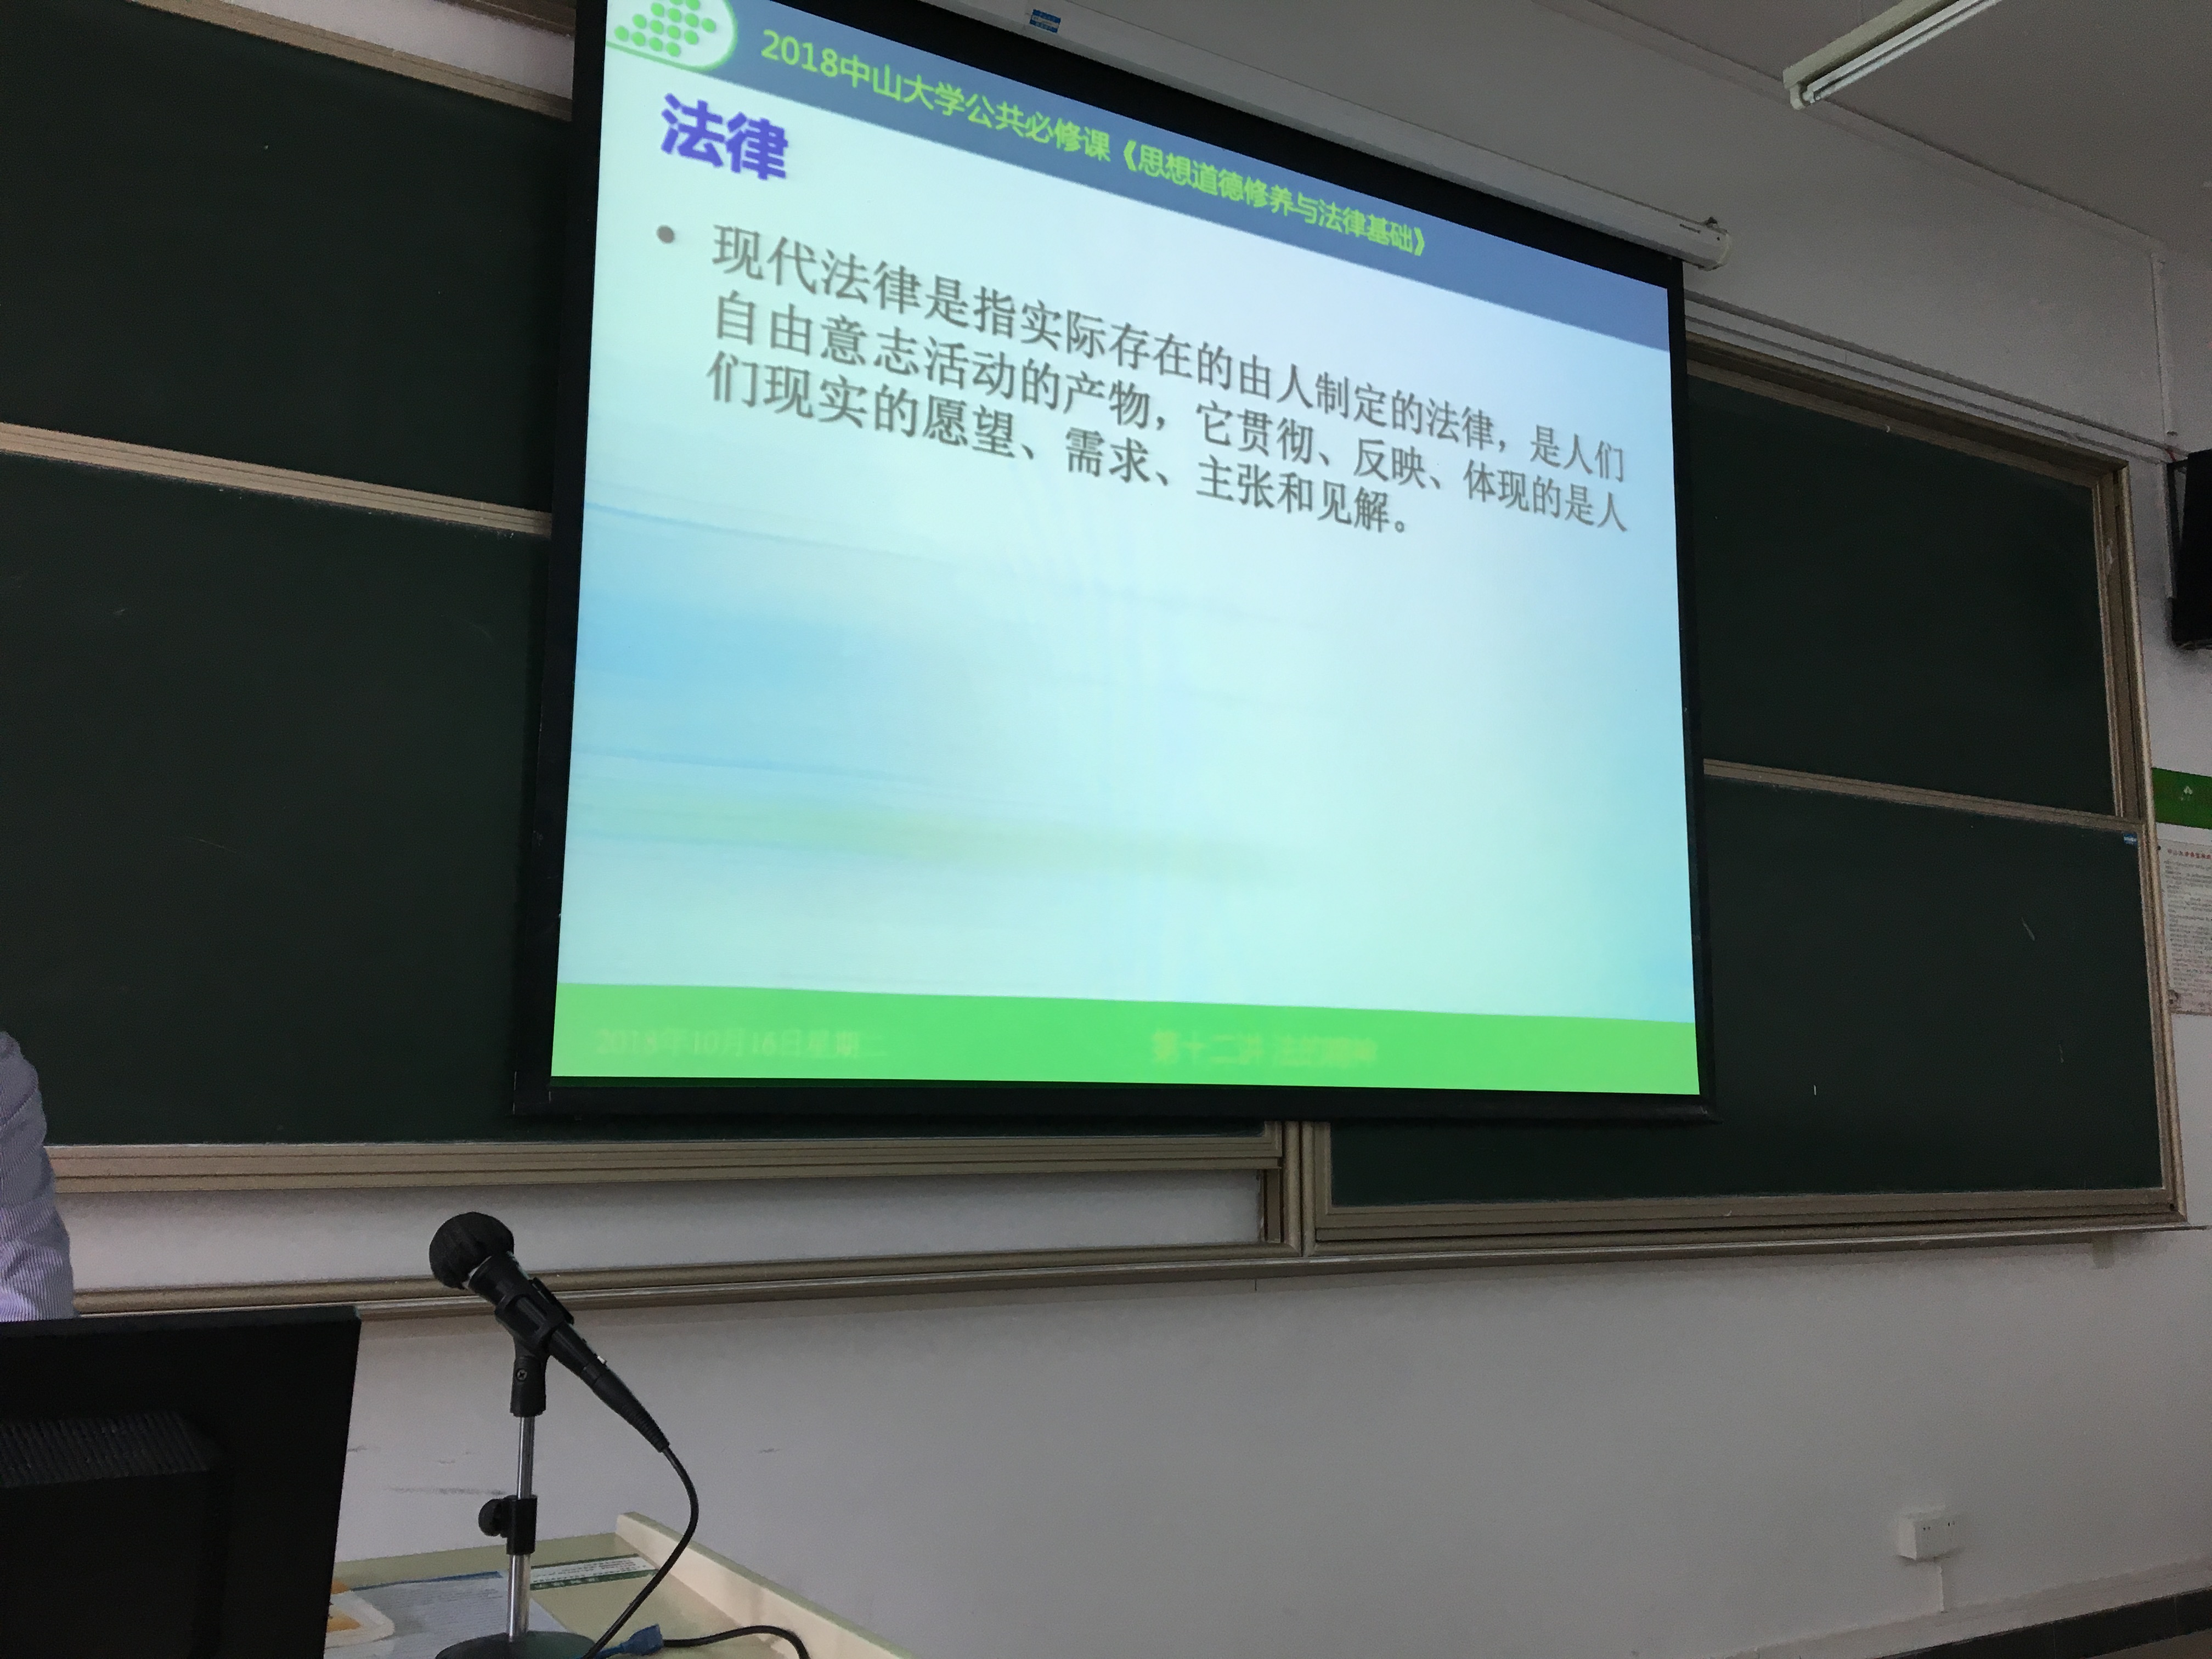 2018中山大学公共必修课《思想道德修养与法律基础》
法律
• 现代法律是指实际存在的由人制定的法律，是人们
自由意志活动的产物，它贯彻、反映、体现的是人
们现实的愿望、需求、主张和见解。
2018年10月16日星期二
第十二讲 法的精神